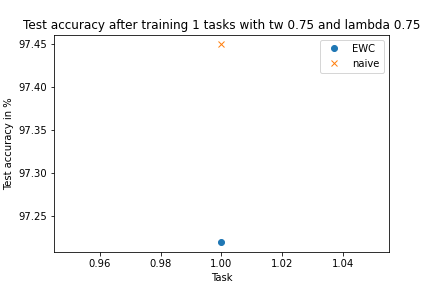 Test accuracy after training 1 tasks with tw 0.75 and lambda 0.75
97.45
97.40
97.35
97.30
97.25
Test accuracy in %
EWC
naive
0.96
0.98
1.00
1.02
1.04
Task